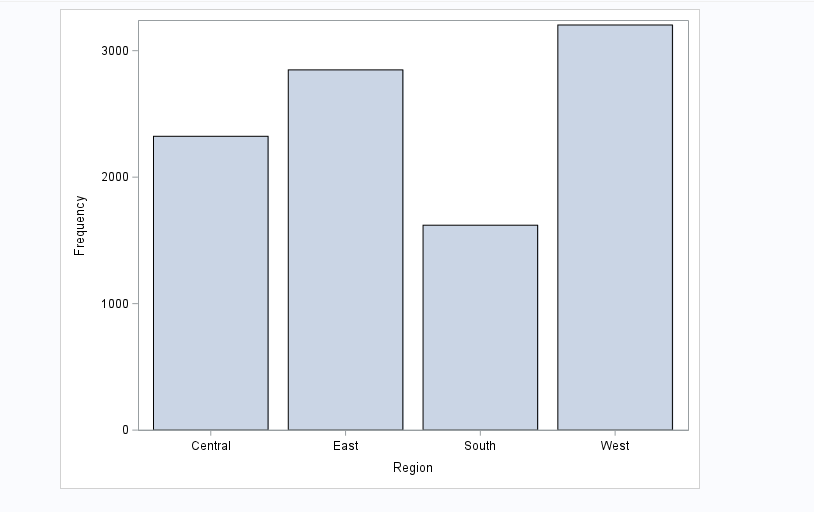 3000
2000
1000
0
Frequency
Central East South West
Region